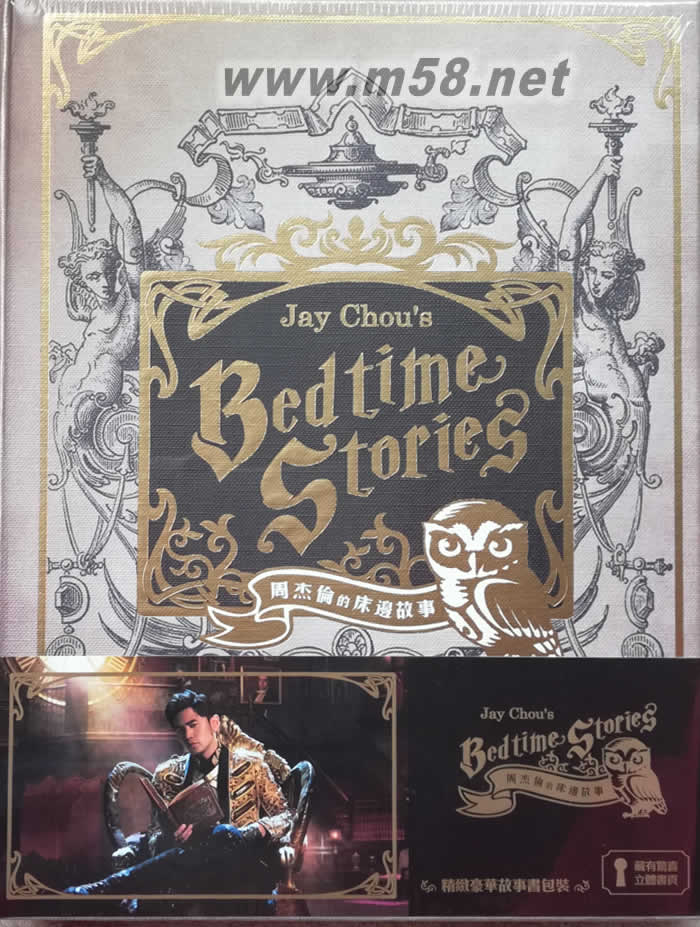 www.m58.net
Jay Chou's
Bedtime
Stories
周杰倫的床邊故事
Jay Chou's
Bedtime Stories
周杰倫的床邊故事
藏有驚喜
立體書頁
精緻豪華故事書包裝